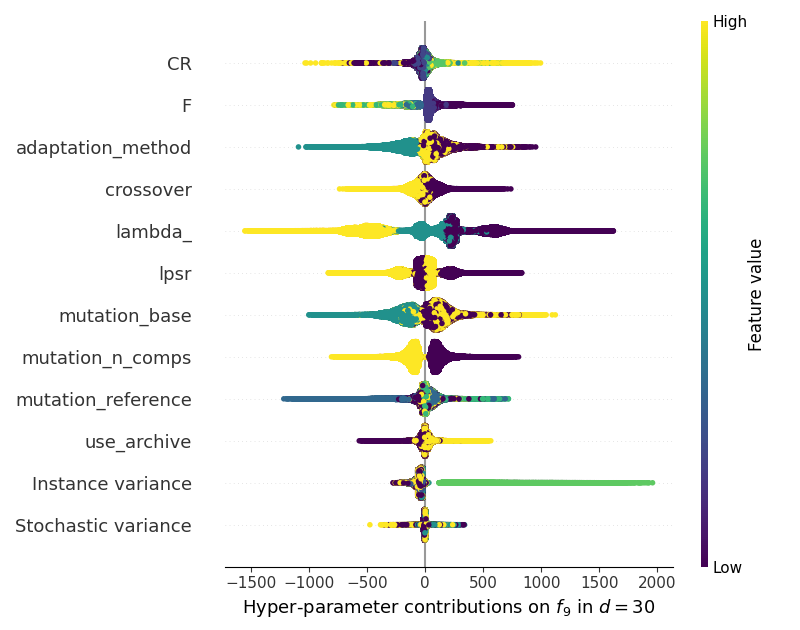 High
CR
F
adaptation_method
crossover
lambda_
lpsr
mutation_base
mutation_n_comps
mutation_reference
use_archive
Instance variance
Stochastic variance
Feature value
Low
−1500 −1000 −500 0 500 1000 1500 2000
Hyper-parameter contributions on f₉ in d = 30